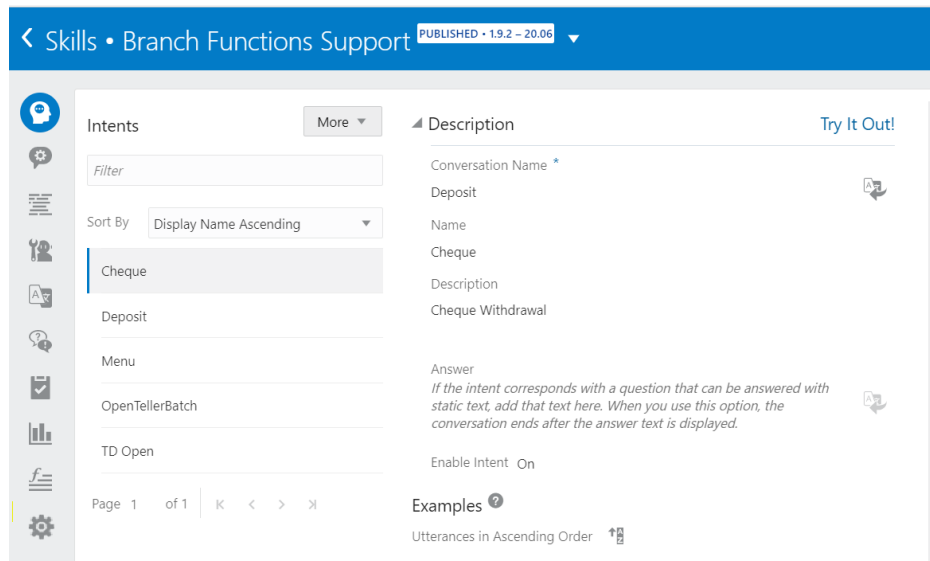 Skills • Branch Functions Support PUBLISHED • 1.9.2 – 20.06
Intents
More
Filter
Sort By Display Name Ascending
Cheque
Deposit
Menu
OpenTellerBatch
TD Open
Page 1 of 1
Description
Try It Out!
Conversation Name *
Deposit
Name
Cheque
Description
Cheque Withdrawal
Answer
If the intent corresponds with a question that can be answered with
static text, add that text here. When you use this option, the
conversation ends after the answer text is displayed.
Enable Intent On
Examples ?
Utterances in Ascending Order